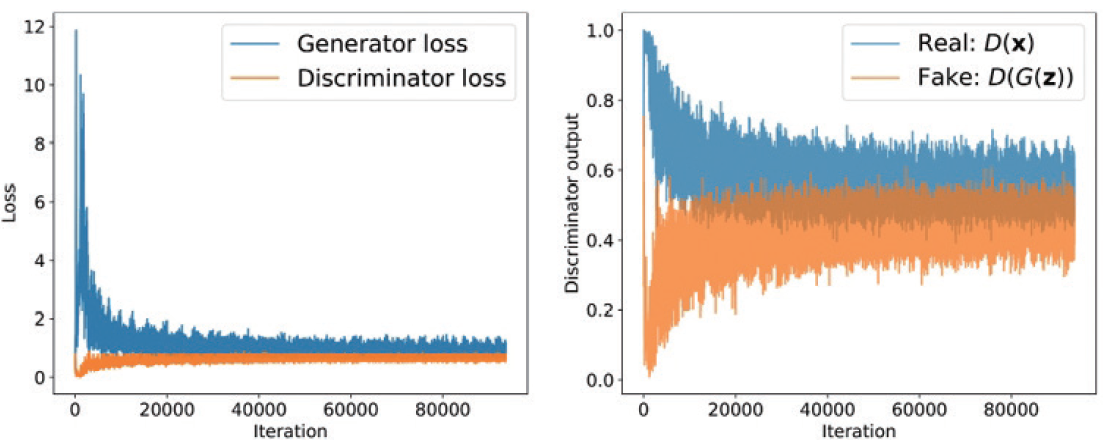 12
10
8
6
4
2
0
Loss
Generator loss
Discriminator loss
0 20000 40000 60000 80000
Iteration
1.0
0.8
0.6
0.4
0.2
0.0
Discriminator output
Real: D(x)
Fake: D(G(z))
0 20000 40000 60000 80000
Iteration